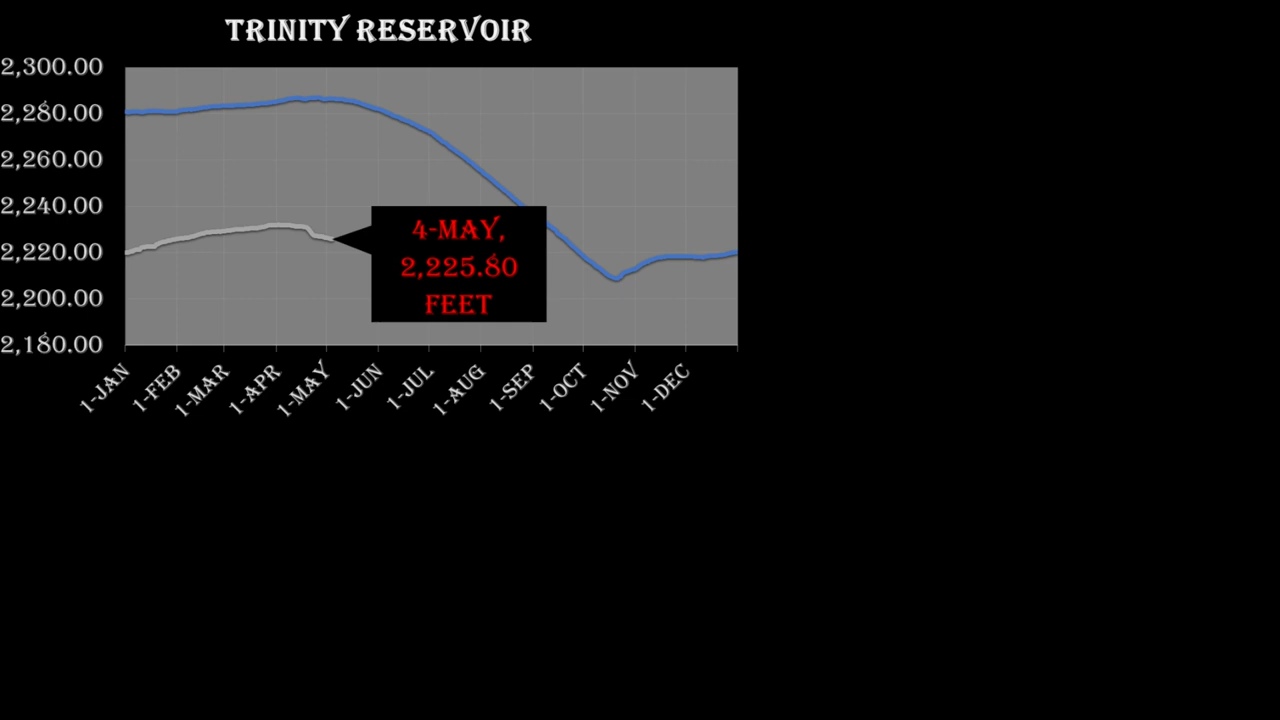 TRINITY RESERVOIR
2,300.00
2,280.00
2,260.00
2,240.00
2,220.00
2,200.00
2,180.00
4-MAY,
2,225.80
FEET
1-JAN
1-FEB
1-MAR
1-APR
1-MAY
1-JUN
1-JUL
1-AUG
1-SEP
1-OCT
1-NOV
1-DEC